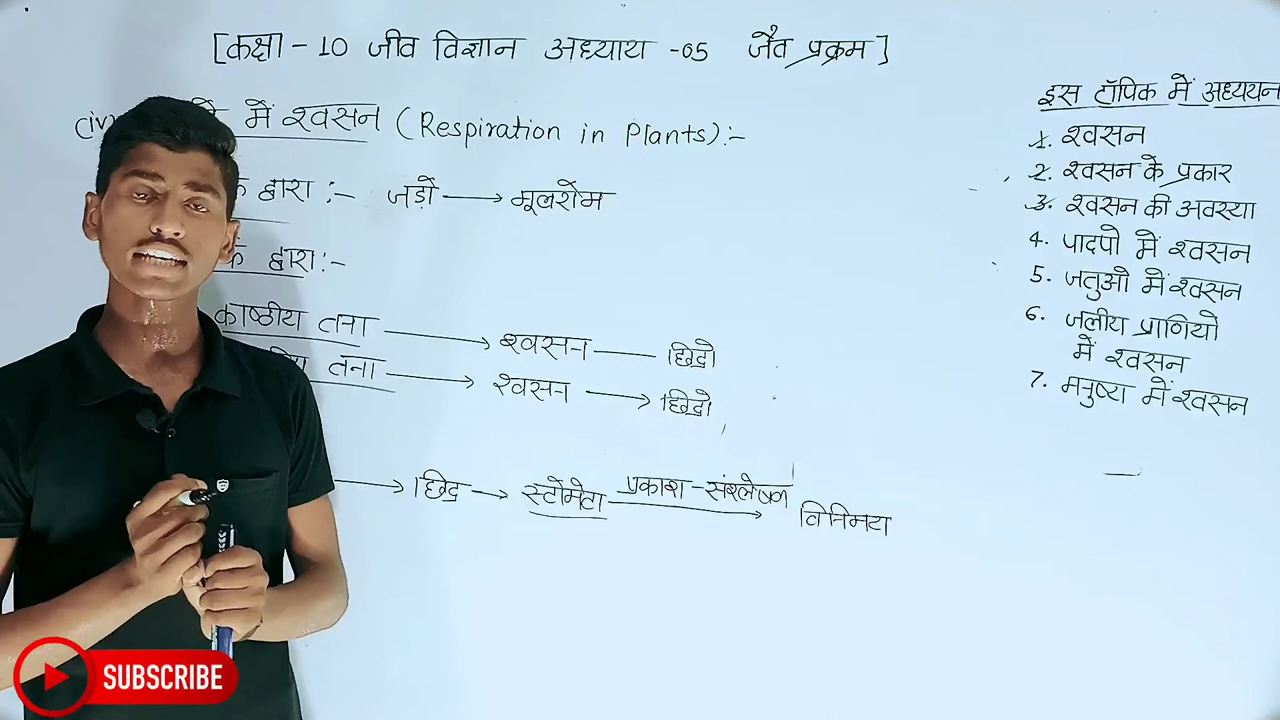 [कक्षा - 10 जीव विज्ञान अध्याय -05 जैव प्रक्रम]
(iv) में श्वसन (Respiration in Plants):-
के द्वारा :- जड़ो → मूलरोम
के द्वारा:-
काष्ठीय तना → श्वसन — छिद्रो
तना → श्वसन → छिद्रो
→ छिद्र → स्टोमेटा प्रकाश-संश्लेषण → विनिमय
इस टॉपिक में अध्ययन
1. श्वसन
2. श्वसन के प्रकार
3. श्वसन की अवस्था
4. पादपो में श्वसन
5. जतुओ में श्वसन
6. जलीय प्राणियो
में श्वसन
7. मनुष्य में श्वसन
SUBSCRIBE